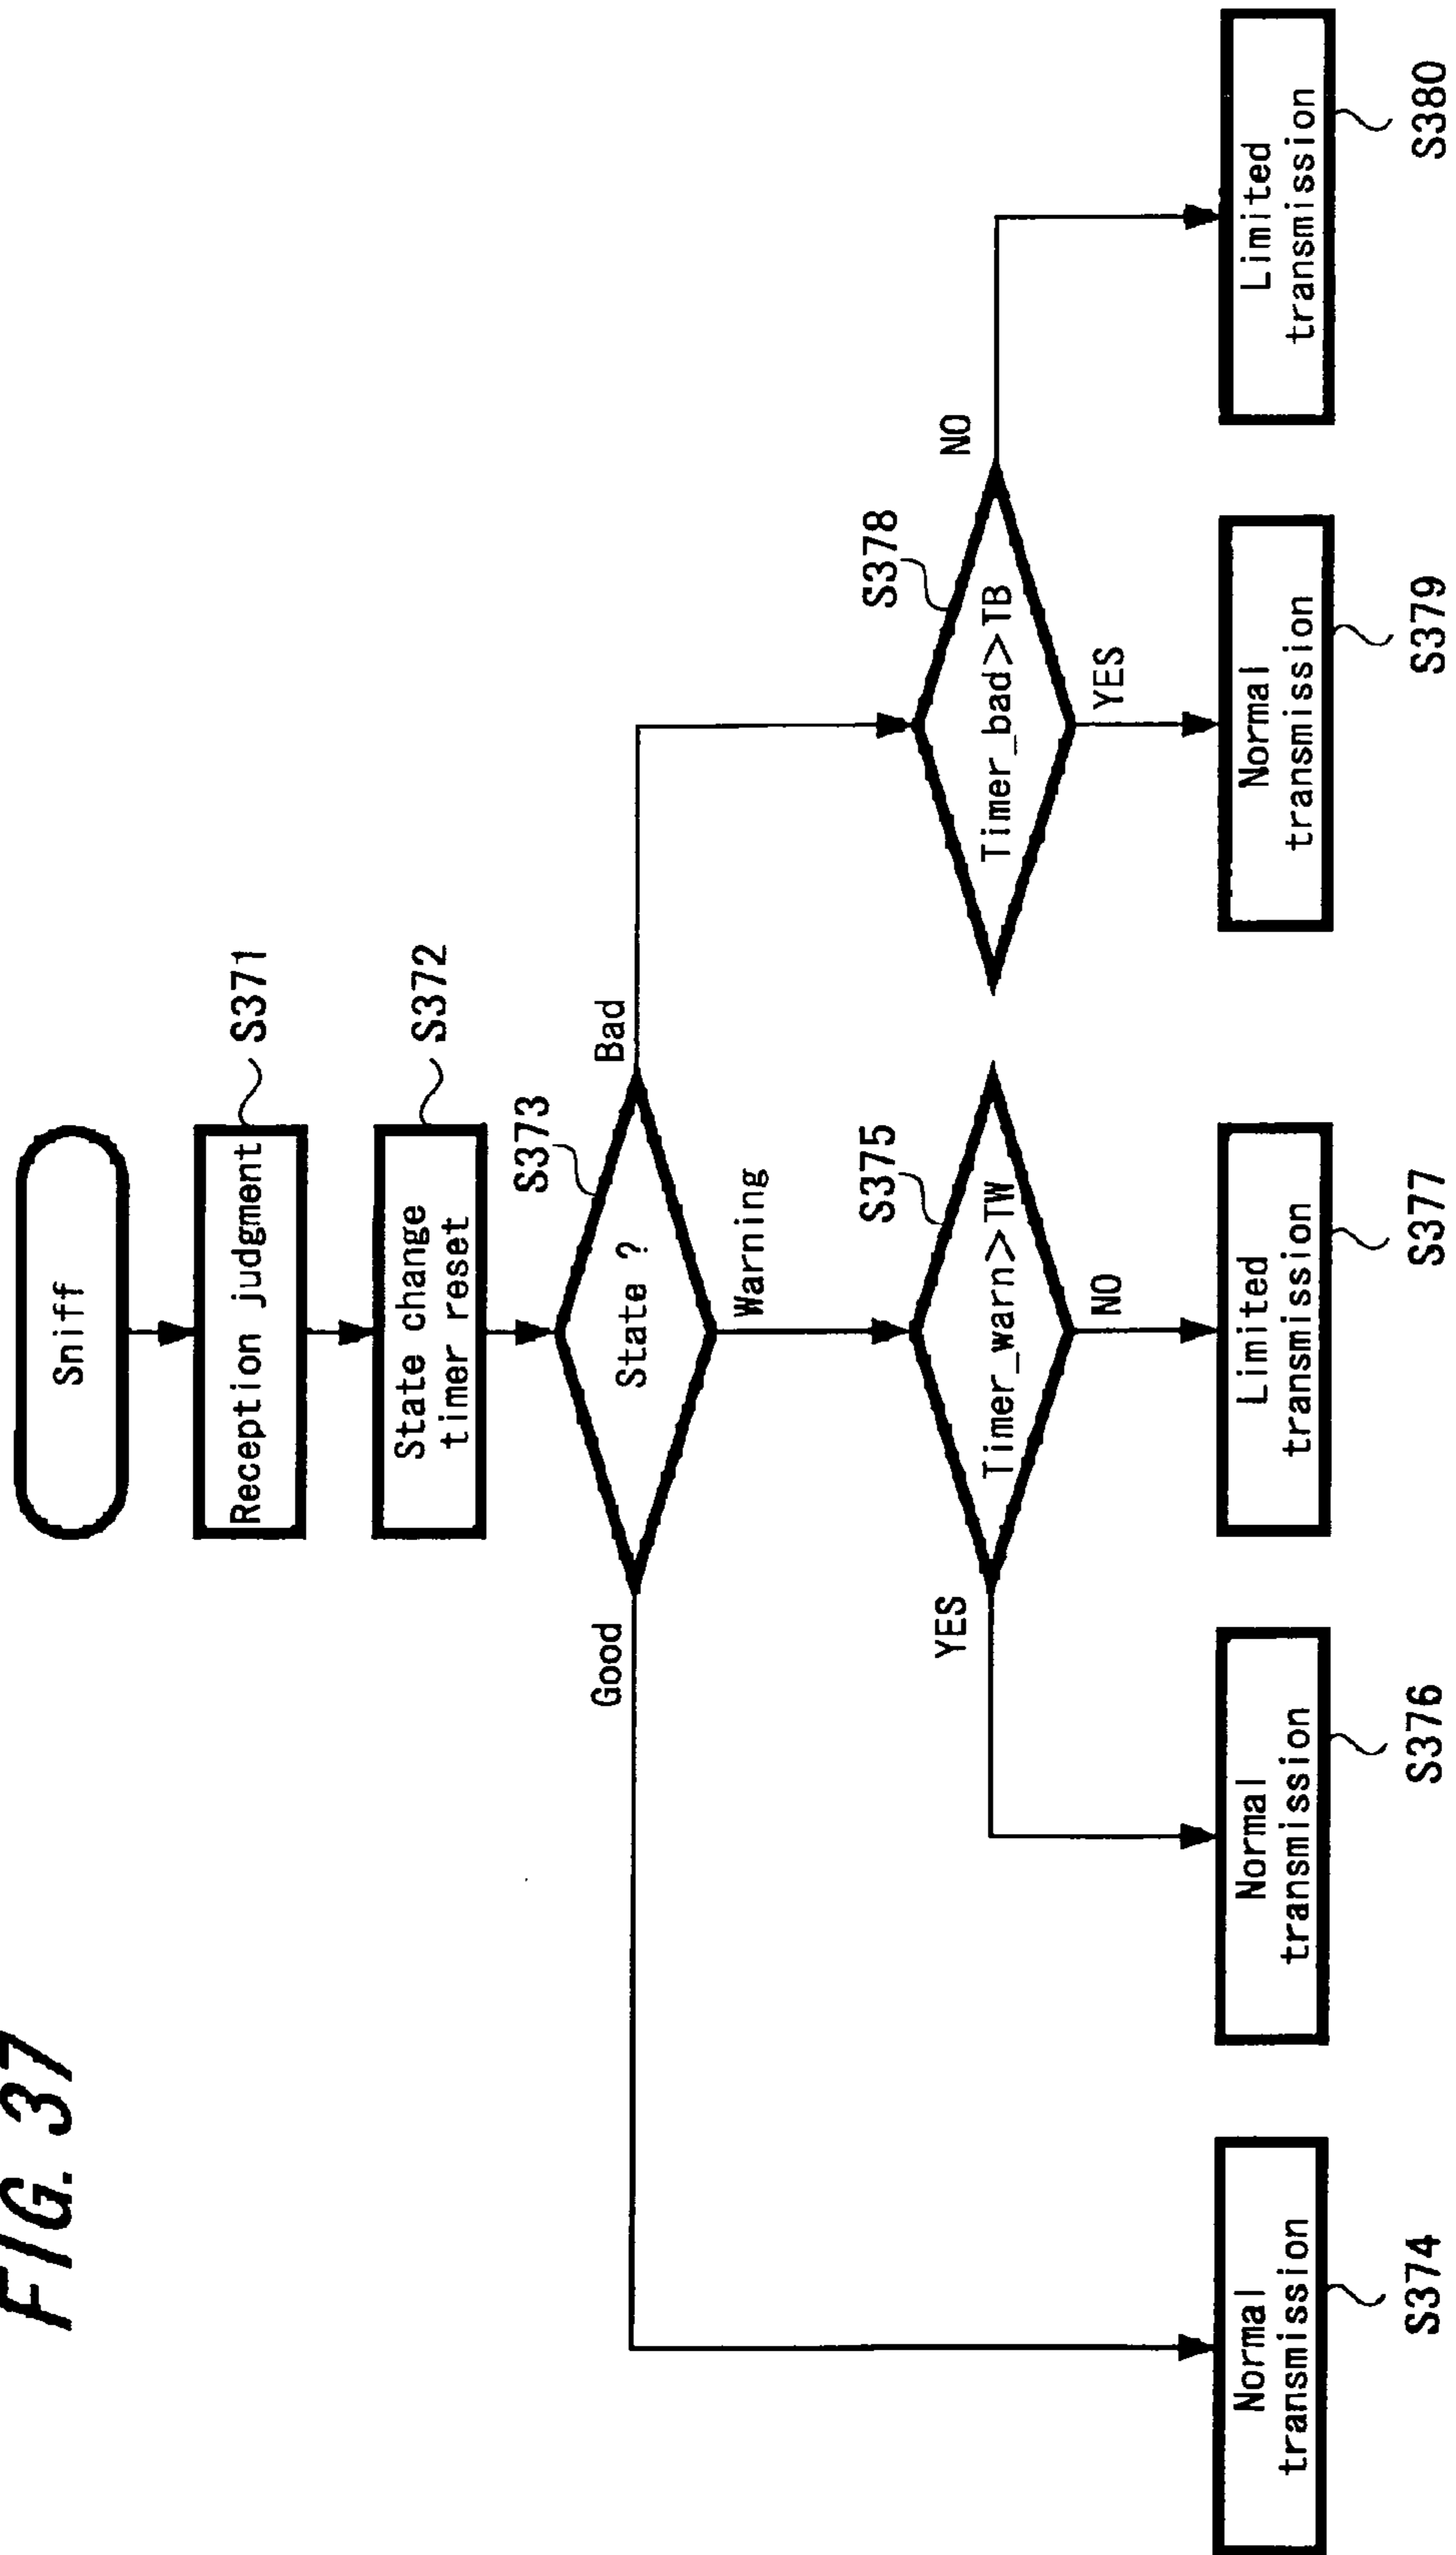 FIG. 37
Sniff
Reception judgment
S371
State change
timer reset
S372
State ?
S373
Good
Warning
Bad
Timer_warn>TW
S375
YES
NO
Timer_bad>TB
S378
NO
YES
Normal
transmission
S374
Normal
transmission
S376
Limited
transmission
S377
Normal
transmission
S379
Limited
transmission
S380